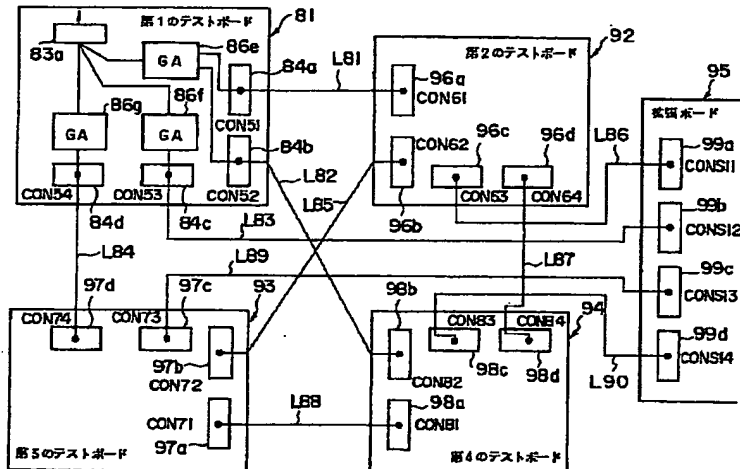 第1のテストボード
81
83a
86e
GA
84a
L81
CON51
86g
86f
GA
GA
84b
CON52
CON54
CON53
84d
84c
L82
L83
L84
L85
第2のテストボード
92
96a
CON61
CON62
96b
96c
96d
CON63
CON64
L86
L87
95
拡張ボード
99a
CONS11
99b
CONS12
99c
CONS13
99d
CONS14
L89
97d
97c
93
CON74
CON73
97b
CON72
CON71
97a
第3のテストボード
L88
98b
CON83
CON84
94
CON82
98c
98d
98a
CON81
第4のテストボード
L90